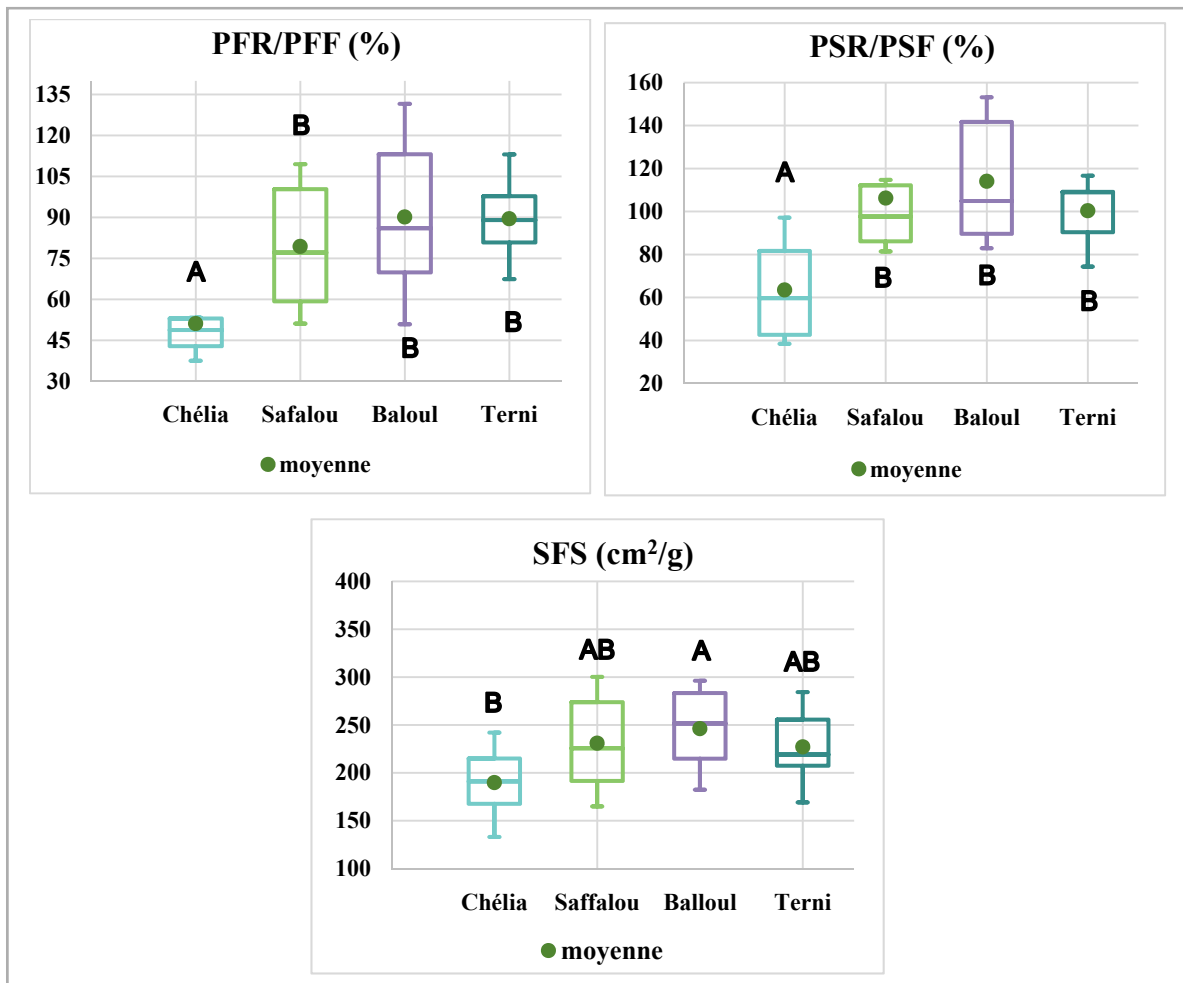 PFR/PFF (%)
135
120
105
90
75
60
45
30
A
B
B
B
Chélia Safalou Baloul Terni
moyenne
PSR/PSF (%)
160
140
120
100
80
60
40
20
A
B
B
B
Chélia Safalou Baloul Terni
moyenne
SFS (cm²/g)
400
350
300
250
200
150
100
B
AB
A
AB
Chélia Saffalou Balloul Terni
moyenne